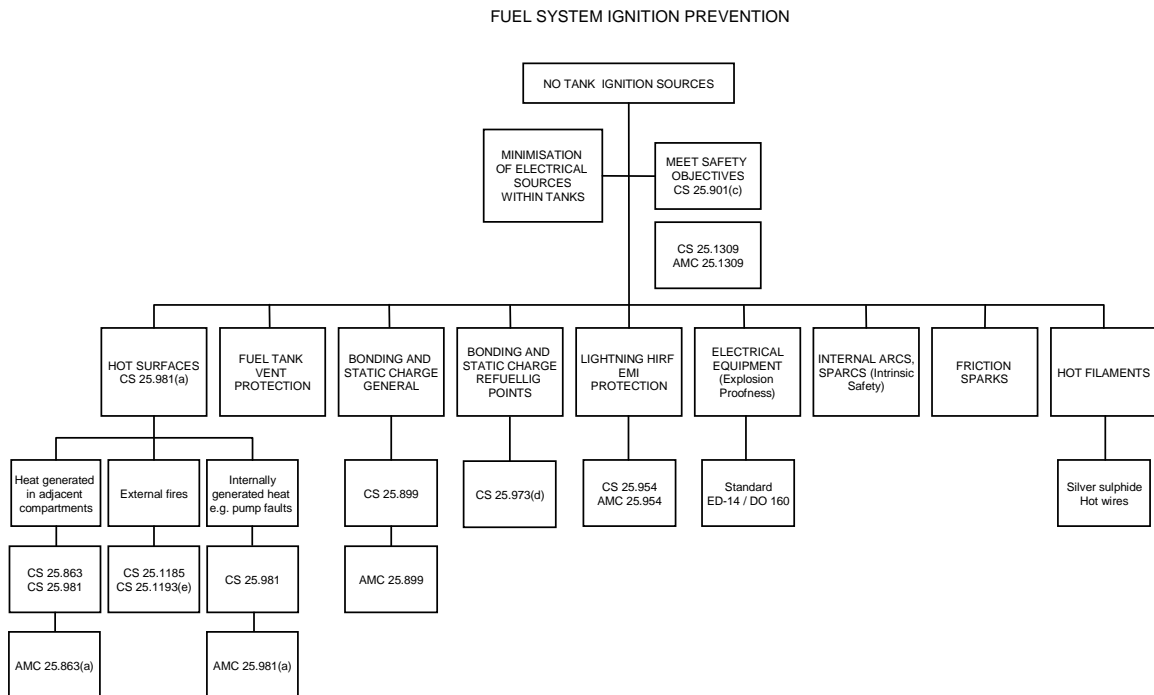 FUEL SYSTEM IGNITION PREVENTION
NO TANK IGNITION SOURCES
MINIMISATION
OF ELECTRICAL
SOURCES
WITHIN TANKS
MEET SAFETY
OBJECTIVES
CS 25.901(c)
CS 25.1309
AMC 25.1309
HOT SURFACES
CS 25.981(a)
FUEL TANK
VENT
PROTECTION
BONDING AND
STATIC CHARGE
GENERAL
BONDING AND
STATIC CHARGE
REFUELLIG
POINTS
LIGHTNING HIRF
EMI
PROTECTION
ELECTRICAL
EQUIPMENT
(Explosion
Proofness)
INTERNAL ARCS,
SPARCS (Intrinsic
Safety)
FRICTION
SPARKS
HOT FILAMENTS
Heat generated
in adjacent
compartments
External fires
Internally
generated heat
e.g. pump faults
CS 25.899
CS 25.973(d)
CS 25.954
AMC 25.954
Standard
ED-14 / DO 160
Silver sulphide
Hot wires
CS 25.863
CS 25.981
CS 25.1185
CS 25.1193(e)
CS 25.981
AMC 25.899
AMC 25.863(a)
AMC 25.981(a)